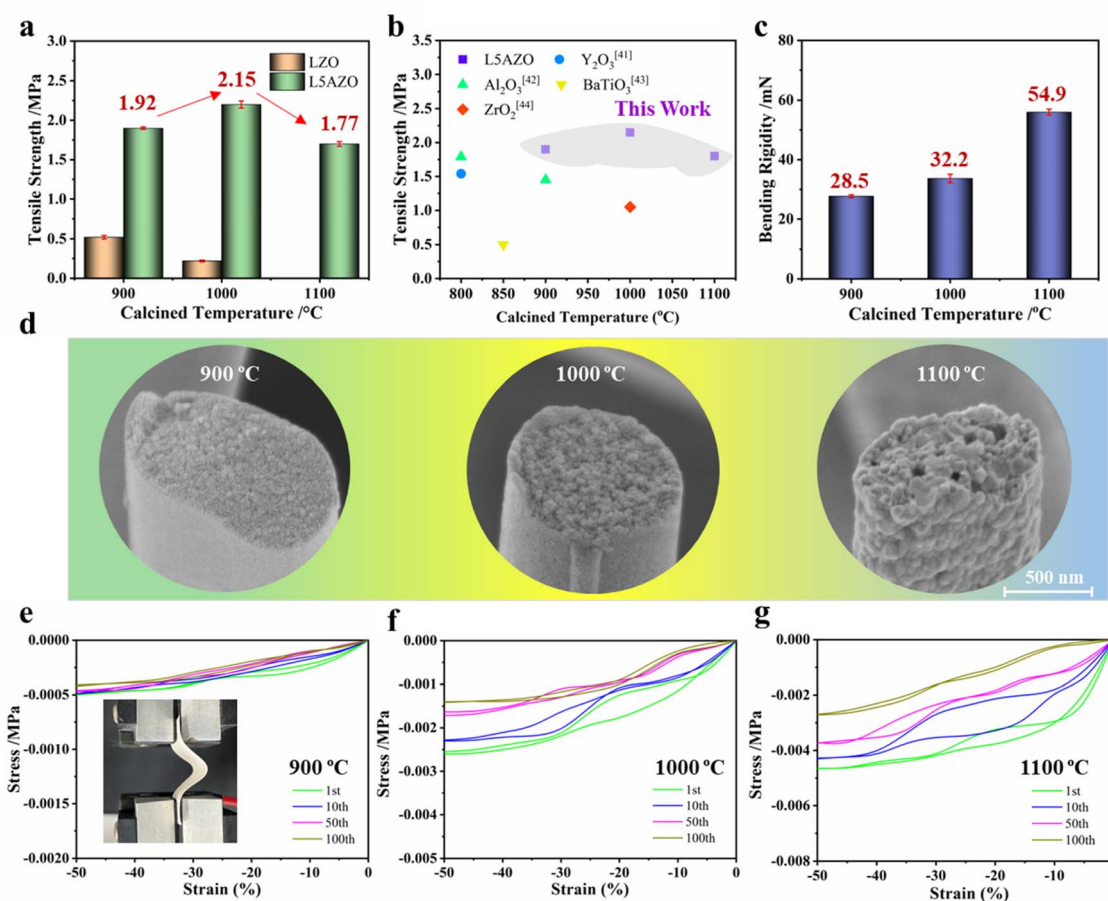 a
Tensile Strength /MPa
3.0
2.5
2.0
1.5
1.0
0.5
0.0
LZO
L5AZO
1.92
2.15
1.77
900
1000
1100
Calcined Temperature /°C
b
Tensile Strength /MPa
3.5
3.0
2.5
2.0
1.5
1.0
0.5
0.0
L5AZO
Y₂O₃[41]
Al₂O₃[42]
BaTiO₃[43]
ZrO₂[44]
This Work
800
850
900
950
1000
1050
1100
Calcined Temperature (°C)
c
Bending Rigidity /mN
80
60
40
20
0
28.5
32.2
54.9
900
1000
1100
Calcined Temperature /°C
d
900 °C
1000 °C
1100 °C
500 nm
e
Stress /MPa
0.0000
-0.0005
-0.0010
-0.0015
-0.0020
900 °C
1st
10th
50th
100th
-50
-40
-30
-20
-10
0
Strain (%)
f
Stress /MPa
0.000
-0.001
-0.002
-0.003
-0.004
-0.005
1000 °C
1st
10th
50th
100th
-50
-40
-30
-20
-10
0
Strain (%)
g
Stress /MPa
0.000
-0.002
-0.004
-0.006
-0.008
1100 °C
1st
10th
50th
100th
-50
-40
-30
-20
-10
0
Strain (%)